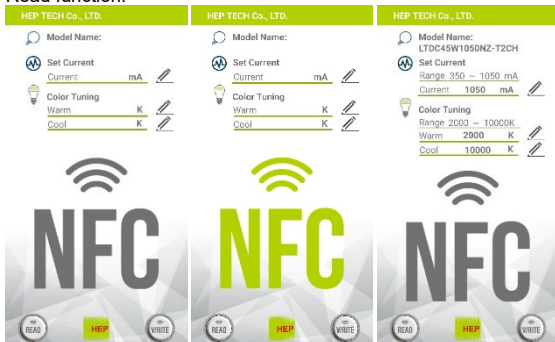 Read function:
HEP TECH Co., LTD.
Model Name:
Set Current
Current mA
Color Tuning
Warm K
Cool K
NFC
READ
HEP
WRITE
HEP TECH Co., LTD.
Model Name:
Set Current
Current mA
Color Tuning
Warm K
Cool K
NFC
READ
HEP
WRITE
HEP TECH Co., LTD.
Model Name:
LTDC45W1050NZ-T2CH
Set Current
Range 350 ~ 1050 mA
Current 1050 mA
Color Tuning
Range 2000 ~ 10000K
Warm 2000 K
Cool 10000 K
NFC
READ
HEP
WRITE